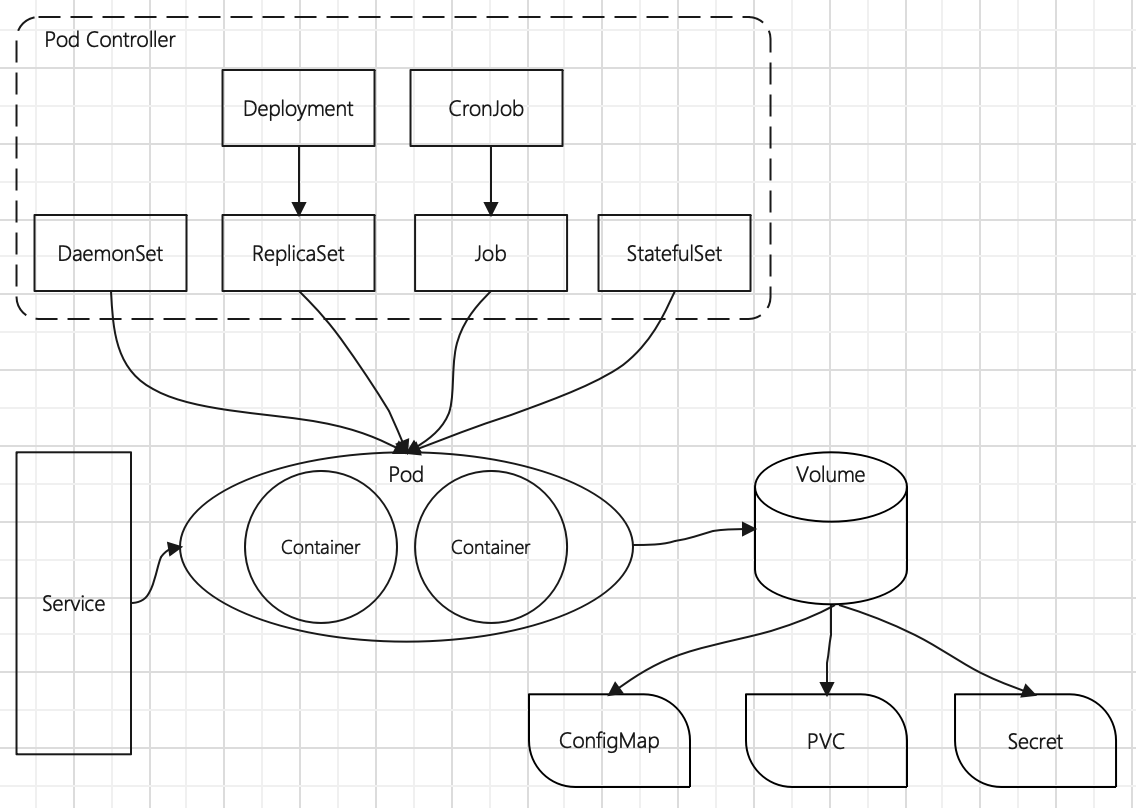 Pod Controller
Deployment
CronJob
DaemonSet
ReplicaSet
Job
StatefulSet
Pod
Container
Container
Volume
Service
ConfigMap
PVC
Secret